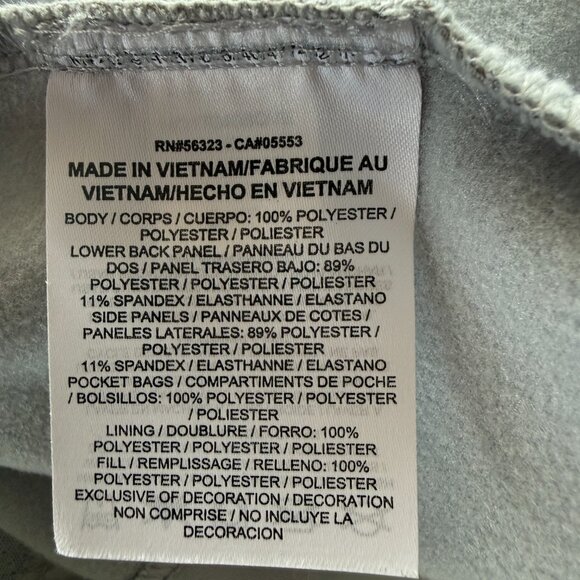 RN#56323 - CA#05553
MADE IN VIETNAM/FABRIQUE AU
VIETNAM/HECHO EN VIETNAM
BODY / CORPS / CUERPO: 100% POLYESTER /
POLYESTER / POLIESTER
LOWER BACK PANEL / PANNEAU DU BAS DU
DOS / PANEL TRASERO BAJO: 89%
POLYESTER / POLYESTER / POLIESTER
11% SPANDEX / ELASTHANNE / ELASTANO
SIDE PANELS / PANNEAUX DE COTES /
PANELES LATERALES: 89% POLYESTER /
POLYESTER / POLIESTER
11% SPANDEX / ELASTHANNE / ELASTANO
POCKET BAGS / COMPARTIMENTS DE POCHE
/ BOLSILLOS: 100% POLYESTER / POLYESTER
/ POLIESTER
LINING / DOUBLURE / FORRO: 100%
POLYESTER / POLYESTER / POLIESTER
FILL / REMPLISSAGE / RELLENO: 100%
POLYESTER / POLYESTER / POLIESTER
EXCLUSIVE OF DECORATION / DECORATION
NON COMPRISE / NO INCLUYE LA
DECORACION